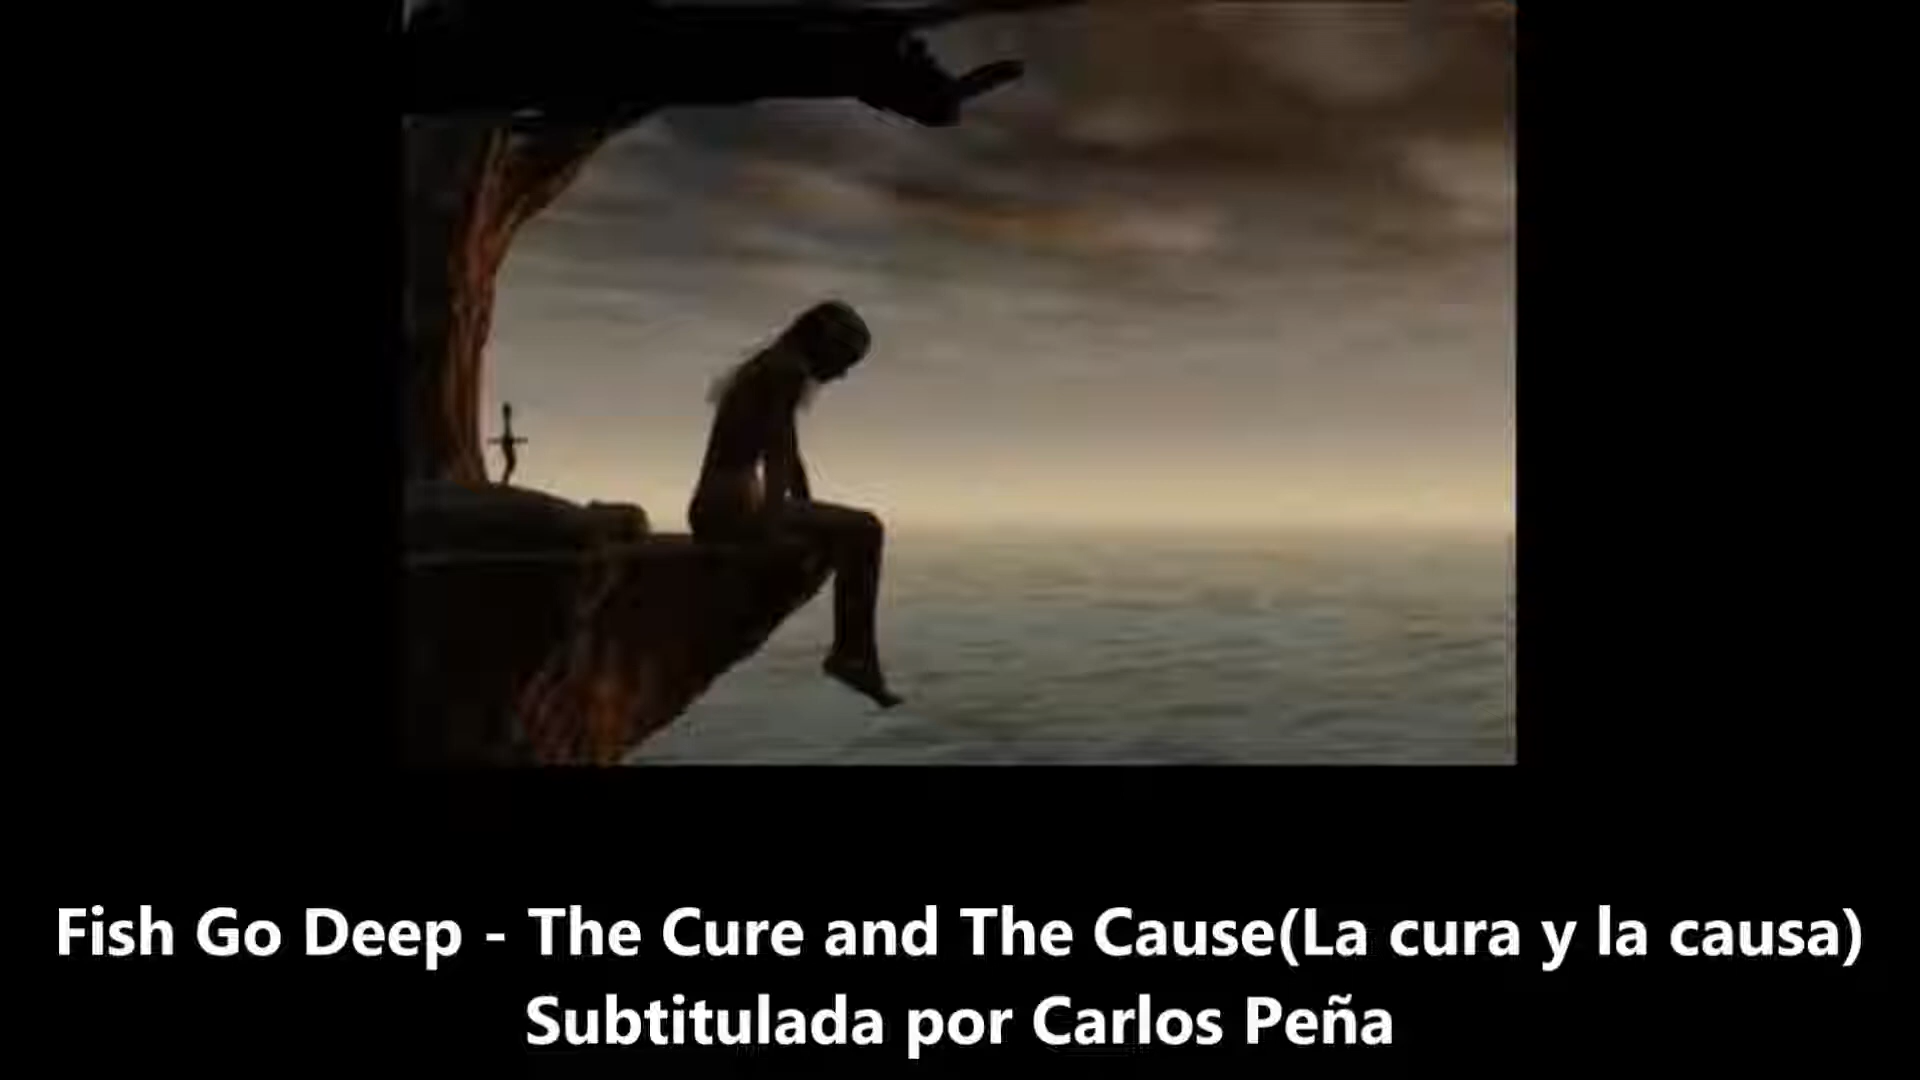 Fish Go Deep - The Cure and The Cause(La cura y la causa)
Subtitulada por Carlos Peña